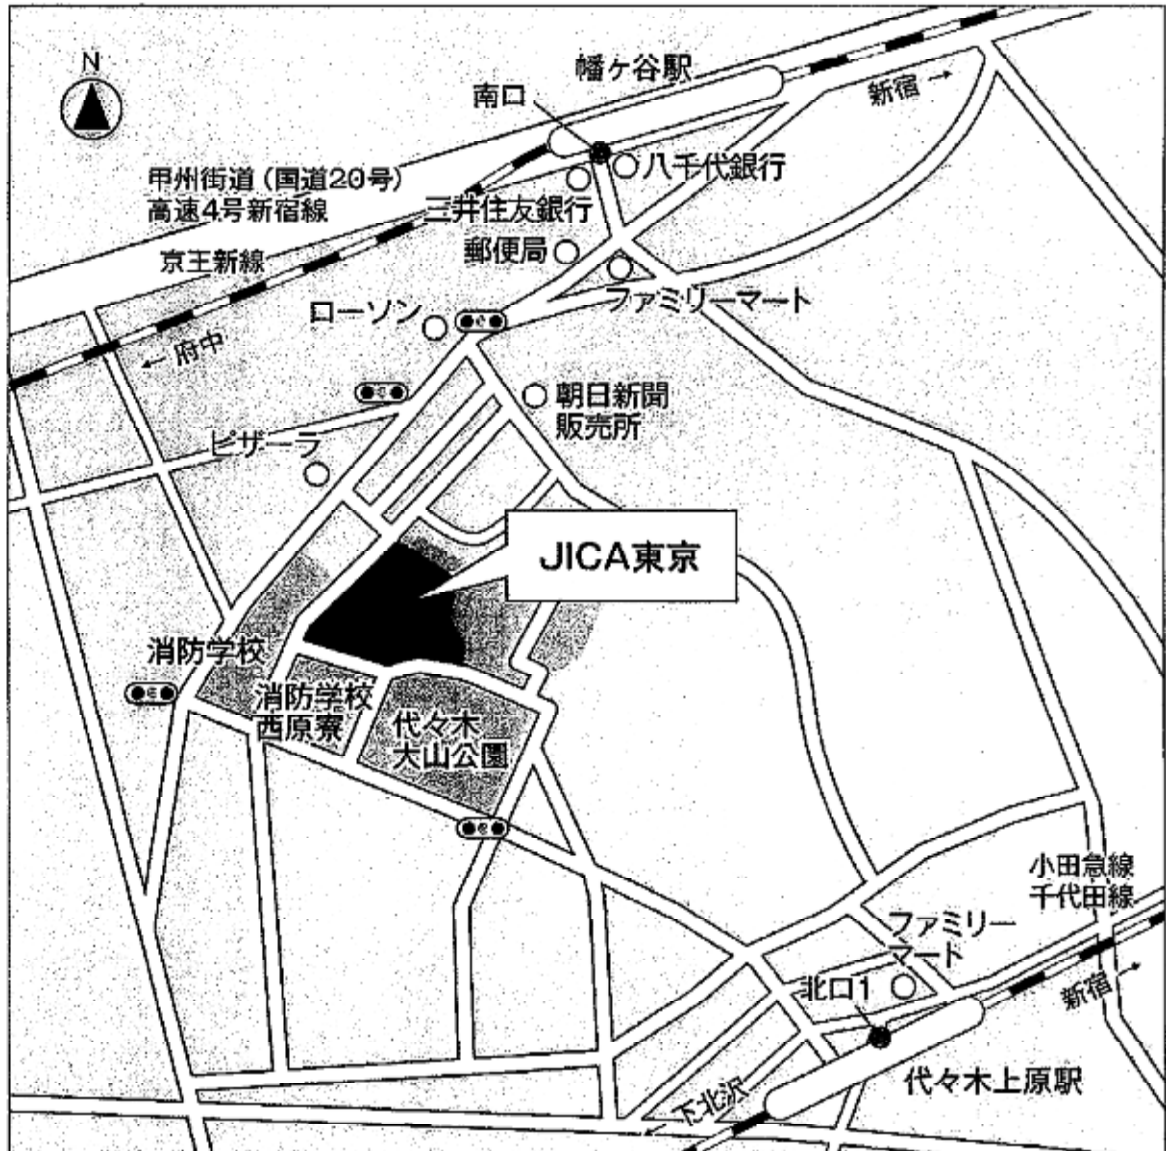 N
幡ヶ谷駅
南口
新宿→
八千代銀行
甲州街道(国道20号)
高速4号新宿線
三井住友銀行
郵便局
京王新線
ファミリーマート
ローソン
←府中
朝日新聞
販売所
ピザーラ
JICA東京
消防学校
消防学校
西原寮
代々木
大山公園
小田急線
千代田線
ファミリー
マート
北口1
新宿→
代々木上原駅
←下北沢